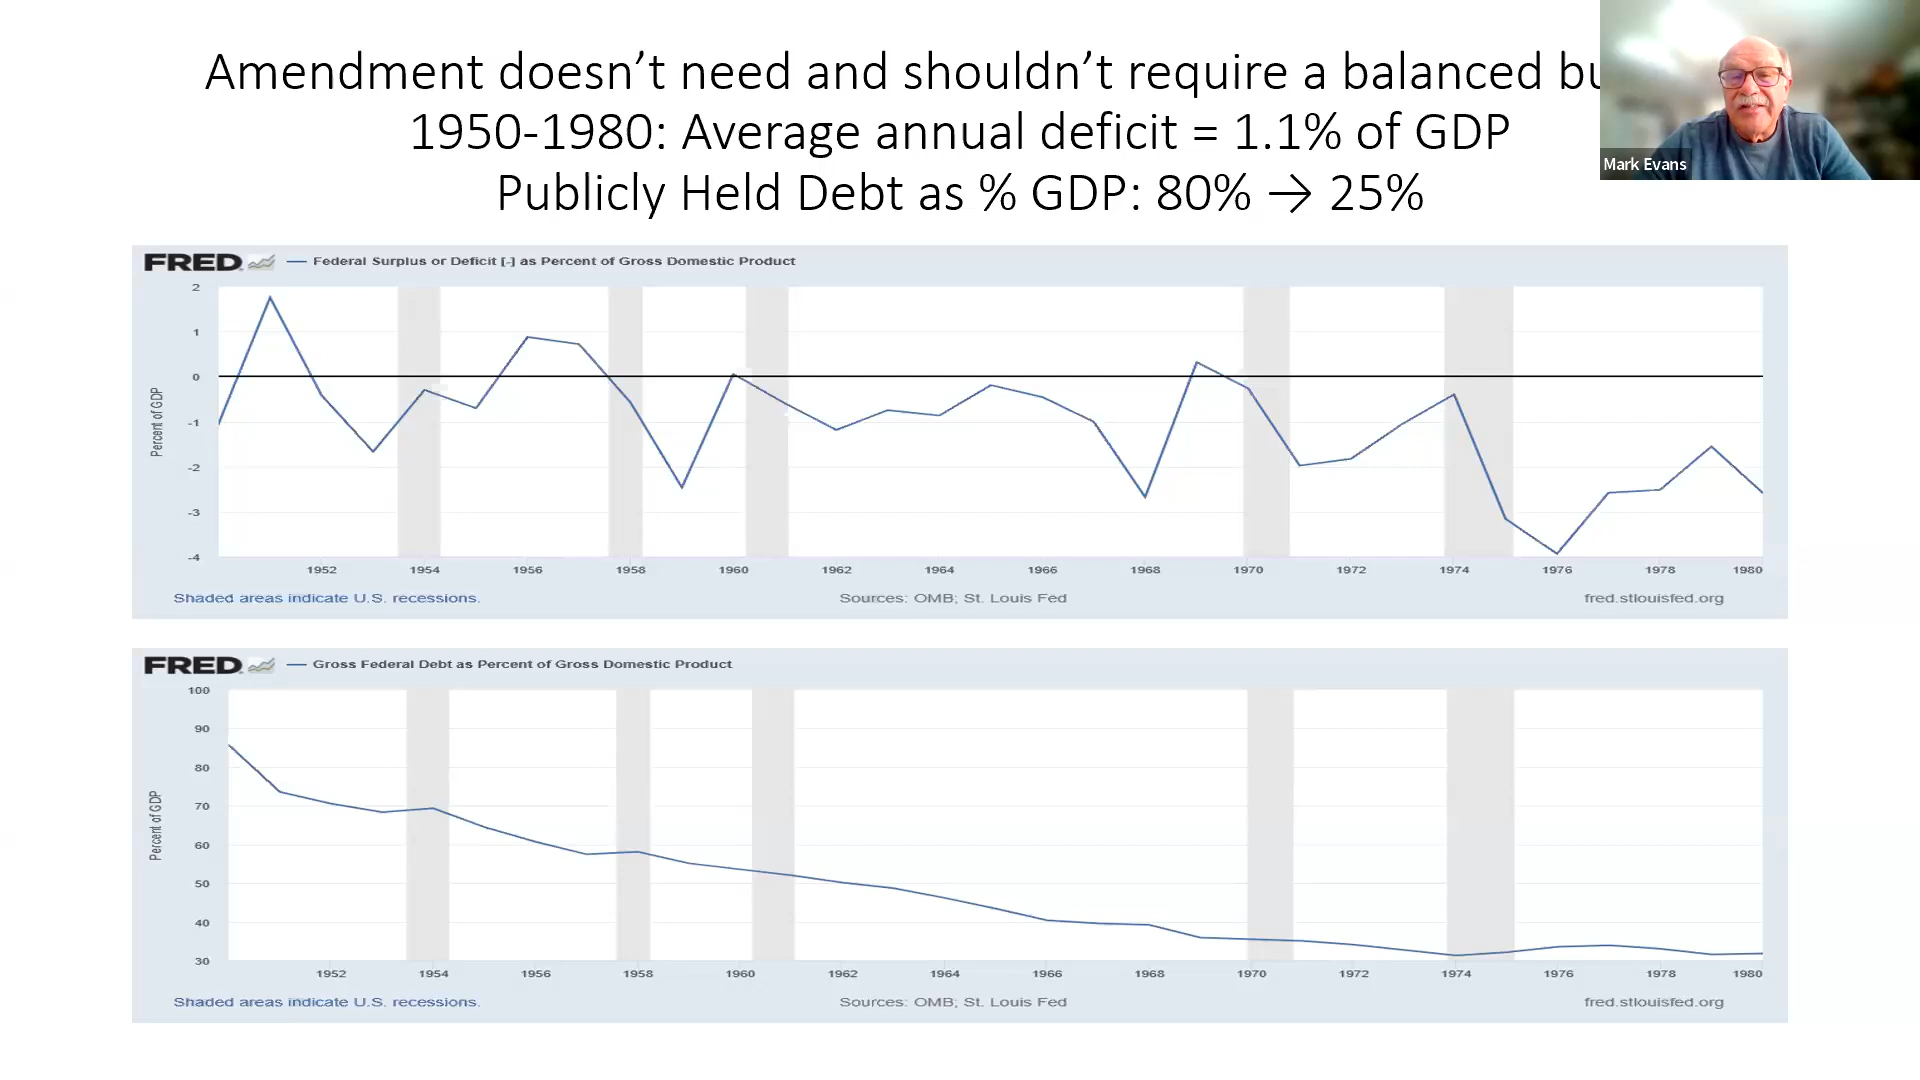 Amendment doesn’t need and shouldn’t require a balanced bu
1950-1980: Average annual deficit = 1.1% of GDP
Publicly Held Debt as % GDP: 80% → 25%
Mark Evans
FRED — Federal Surplus or Deficit [-] as Percent of Gross Domestic Product
Percent of GDP
2
1
0
-1
-2
-3
-4
1952 1954 1956 1958 1960 1962 1964 1966 1968 1970 1972 1974 1976 1978 1980
Shaded areas indicate U.S. recessions. Sources: OMB; St. Louis Fed fred.stlouisfed.org
FRED — Gross Federal Debt as Percent of Gross Domestic Product
Percent of GDP
100
90
80
70
60
50
40
30
1952 1954 1956 1958 1960 1962 1964 1966 1968 1970 1972 1974 1976 1978 1980
Shaded areas indicate U.S. recessions. Sources: OMB; St. Louis Fed fred.stlouisfed.org